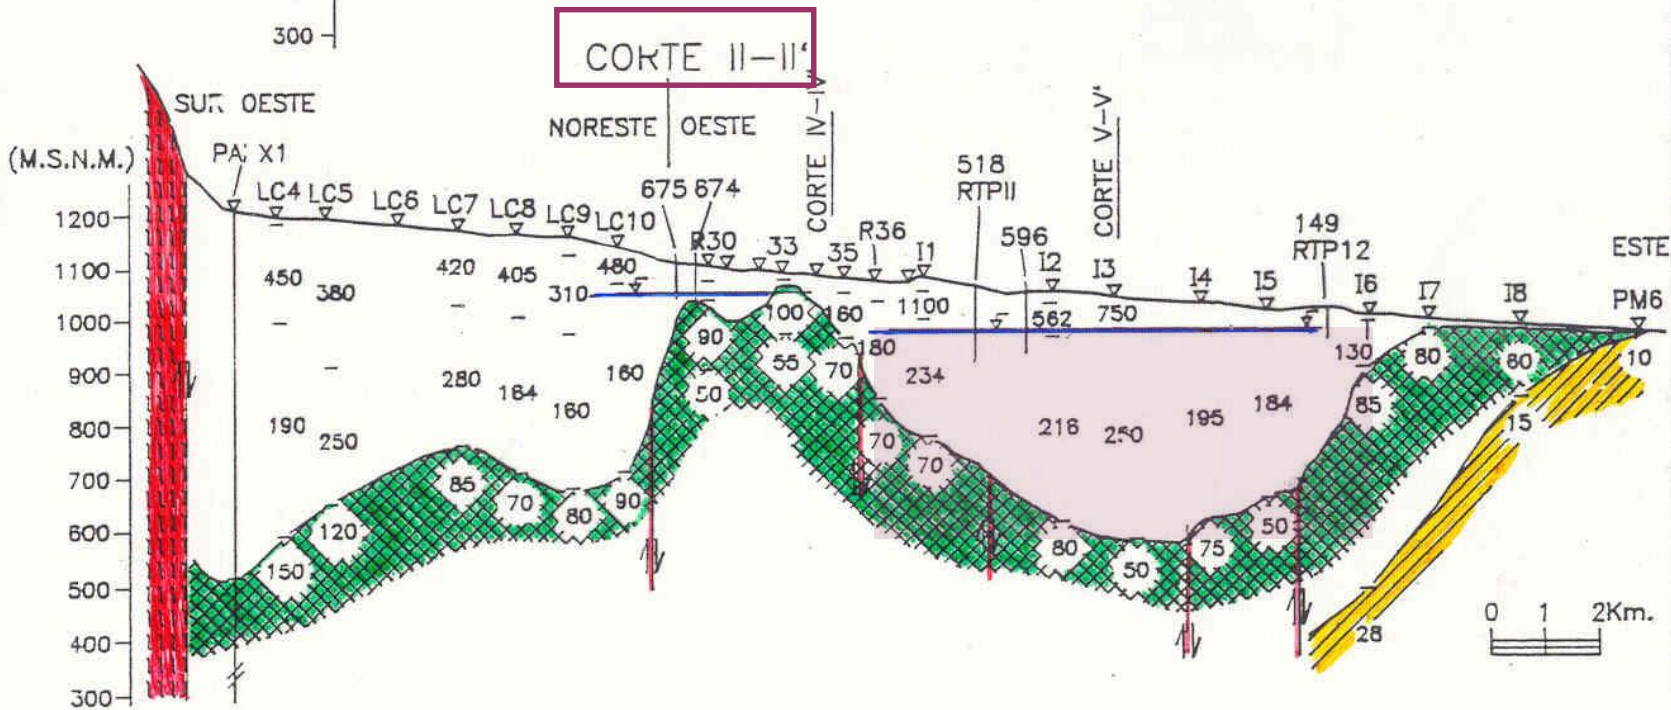 300
CORTE II-II'
SUR OESTE
NORESTE OESTE
CORTE IV-IV'
CORTE V-V'
(M.S.N.M.)
X1
LC4 LC5 LC6 LC7 LC8 LC9 LC10
675 674
R30 33 35 R36 I1
518
RTPII
596
I2 I3 I4 I5
149
RTP12
I6 I7 I8
ESTE
PM6
1200
1100
1000
900
800
700
600
500
400
300
450 380 420 405 310 480 1100 562 750
100 160
90 55 70 180 234 130 80 60 10
280 164 160 160 50
190 250 216 250 195 184 85 15
70 70
85 70 80 90
120 80 50 75 50
150
28
0 1 2Km.